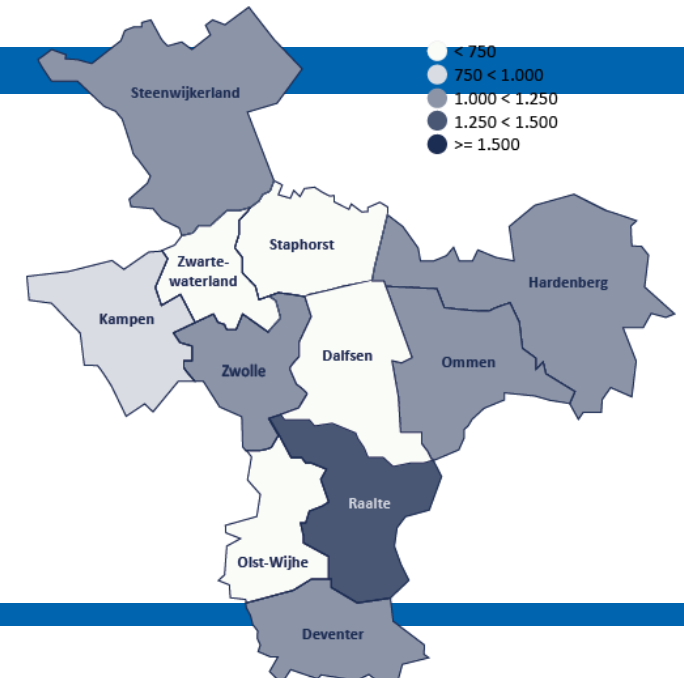 < 750
750 < 1.000
1.000 < 1.250
1.250 < 1.500
>= 1.500
Steenwijkerland
Staphorst
Zwarte-
waterland
Hardenberg
Kampen
Dalfsen
Ommen
Zwolle
Raalte
Olst-Wijhe
Deventer